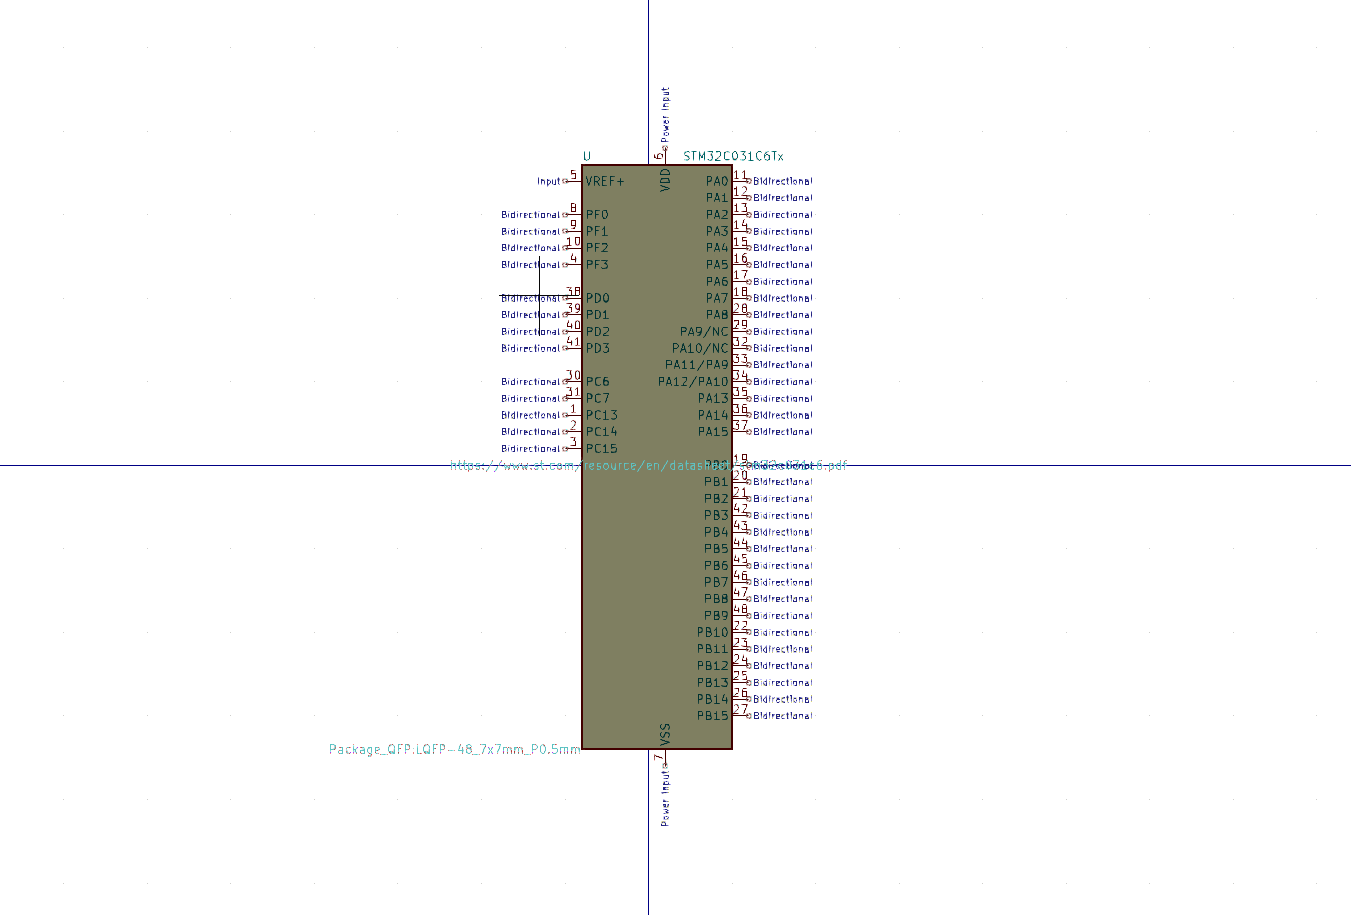 Power Input
6
U STM32C031C6Tx
VDD
Input 5 VREF+ PA0 11 Bidirectional
PA1 12 Bidirectional
Bidirectional 8 PF0 PA2 13 Bidirectional
Bidirectional 9 PF1 PA3 14 Bidirectional
Bidirectional 10 PF2 PA4 15 Bidirectional
Bidirectional 4 PF3 PA5 16 Bidirectional
PA6 17 Bidirectional
Bidirectional 38 PD0 PA7 18 Bidirectional
Bidirectional 39 PD1 PA8 28 Bidirectional
Bidirectional 40 PD2 PA9/NC 29 Bidirectional
Bidirectional 41 PD3 PA10/NC 32 Bidirectional
PA11/PA9 33 Bidirectional
Bidirectional 30 PC6 PA12/PA10 34 Bidirectional
Bidirectional 31 PC7 PA13 35 Bidirectional
Bidirectional 1 PC13 PA14 36 Bidirectional
Bidirectional 2 PC14 PA15 37 Bidirectional
Bidirectional 3 PC15
https://www.st.com/resource/en/datasheet/stm32c031c6.pdf PB0 19 Bidirectional
PB1 20 Bidirectional
PB2 21 Bidirectional
PB3 42 Bidirectional
PB4 43 Bidirectional
PB5 44 Bidirectional
PB6 45 Bidirectional
PB7 46 Bidirectional
PB8 47 Bidirectional
PB9 48 Bidirectional
PB10 22 Bidirectional
PB11 23 Bidirectional
PB12 24 Bidirectional
PB13 25 Bidirectional
PB14 26 Bidirectional
PB15 27 Bidirectional
VSS
Package_QFP:LQFP-48_7x7mm_P0.5mm
7
Power Input